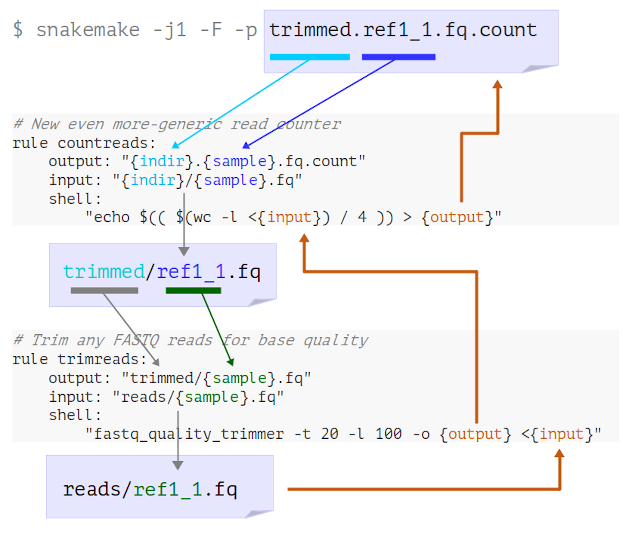 $ snakemake -j1 -F -p trimmed.ref1_1.fq.count
# New even more-generic read counter
rule countreads:
    output: "{indir}.{sample}.fq.count"
    input: "{indir}/{sample}.fq"
    shell:
        "echo $(( $(wc -l <{input}) / 4 )) > {output}"
trimmed/ref1_1.fq
# Trim any FASTQ reads for base quality
rule trimreads:
    output: "trimmed/{sample}.fq"
    input: "reads/{sample}.fq"
    shell:
        "fastq_quality_trimmer -t 20 -l 100 -o {output} <{input}"
reads/ref1_1.fq